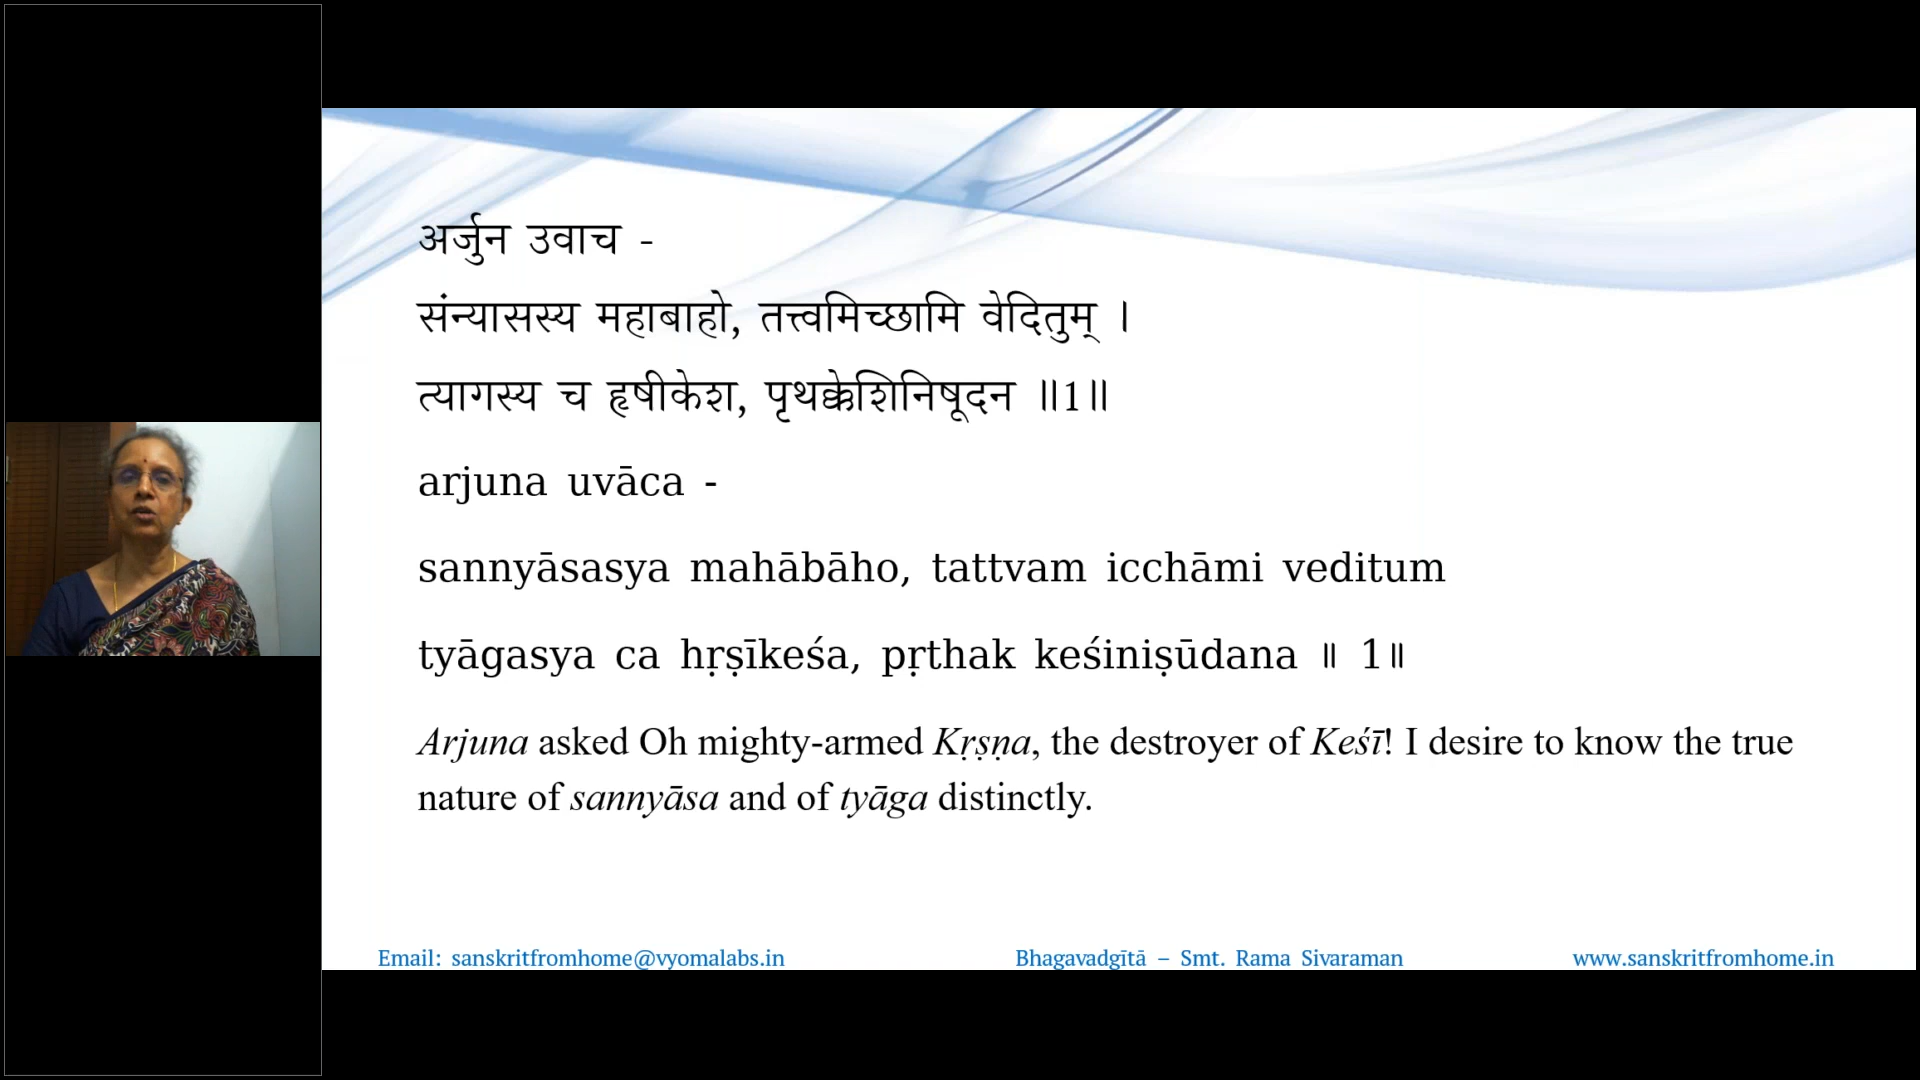 अर्जुन उवाच -
संन्यासस्य महाबाहो, तत्त्वमिच्छामि वेदितुम् ।
त्यागस्य च हृषीकेश, पृथक्केशिनिषूदन ॥1॥
arjuna uvāca -
sannyāsasya mahābāho, tattvam icchāmi veditum
tyāgasya ca hṛṣīkeśa, pṛthak keśiniṣūdana ॥ 1॥
Arjuna asked Oh mighty-armed Kṛṣṇa, the destroyer of Keśī! I desire to know the true
nature of sannyāsa and of tyāga distinctly.
Email: sanskritfromhome@vyomalabs.in Bhagavadgītā – Smt. Rama Sivaraman www.sanskritfromhome.in